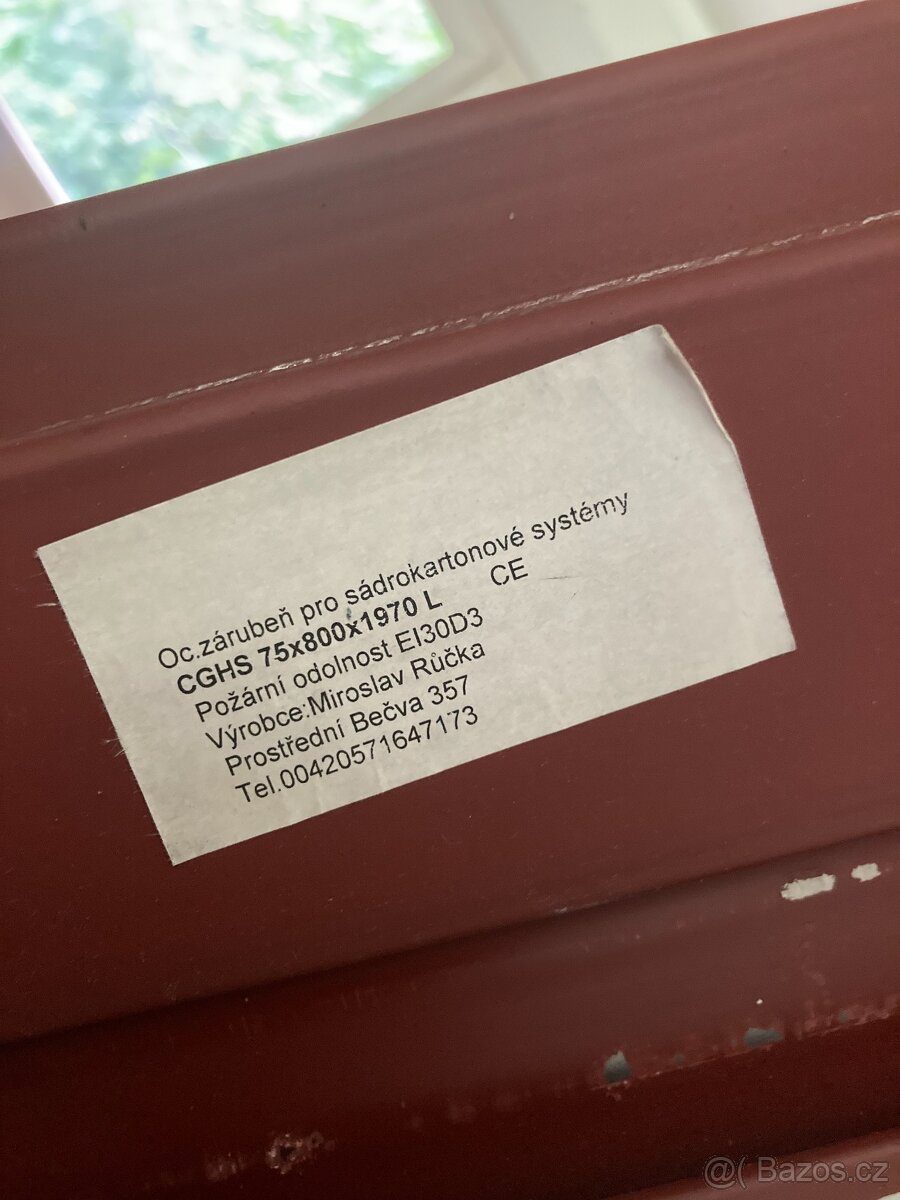 Oc.zárubeň pro sádrokartonové systémy
CGHS 75x800x1970 L CE
Požární odolnost EI30D3
Výrobce:Miroslav Růčka
Prostřední Bečva 357
Tel.00420571647173
@( Bazos.cz